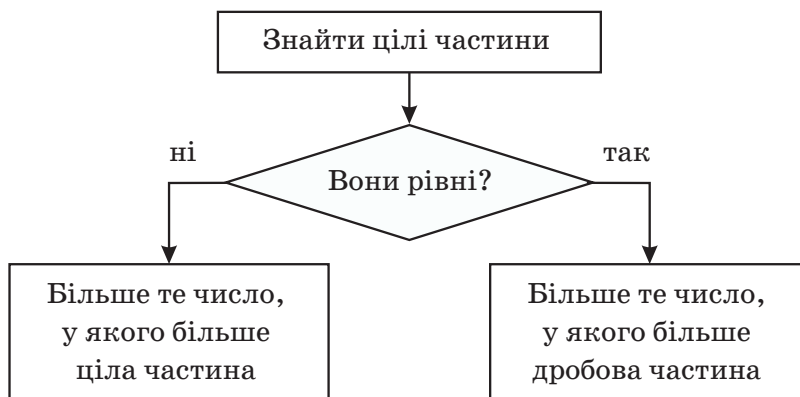 Знайти цілі частини
ні
так
Вони рівні?
Більше те число,
у якого більше
ціла частина
Більше те число,
у якого більше
дробова частина